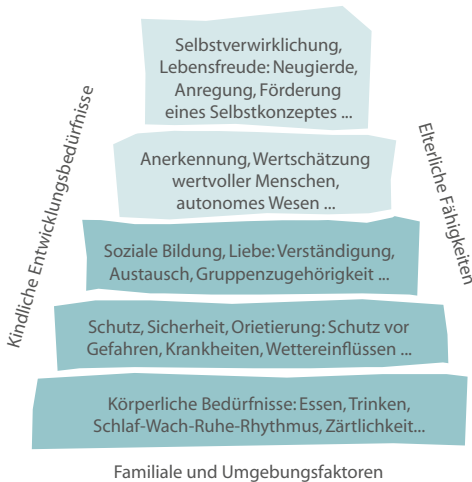 Selbstverwirklichung,
Lebensfreude: Neugierde,
Anregung, Förderung
eines Selbstkonzeptes ...
Kindliche Entwicklungsbedürfnisse
Elterliche Fähigkeiten
Anerkennung, Wertschätzung
wertvoller Menschen,
autonomes Wesen ...
Soziale Bildung, Liebe: Verständigung,
Austausch, Gruppenzugehörigkeit ...
Schutz, Sicherheit, Orietierung: Schutz vor
Gefahren, Krankheiten, Wettereinflüssen ...
Körperliche Bedürfnisse: Essen, Trinken,
Schlaf-Wach-Ruhe-Rhythmus, Zärtlichkeit...
Familiale und Umgebungsfaktoren